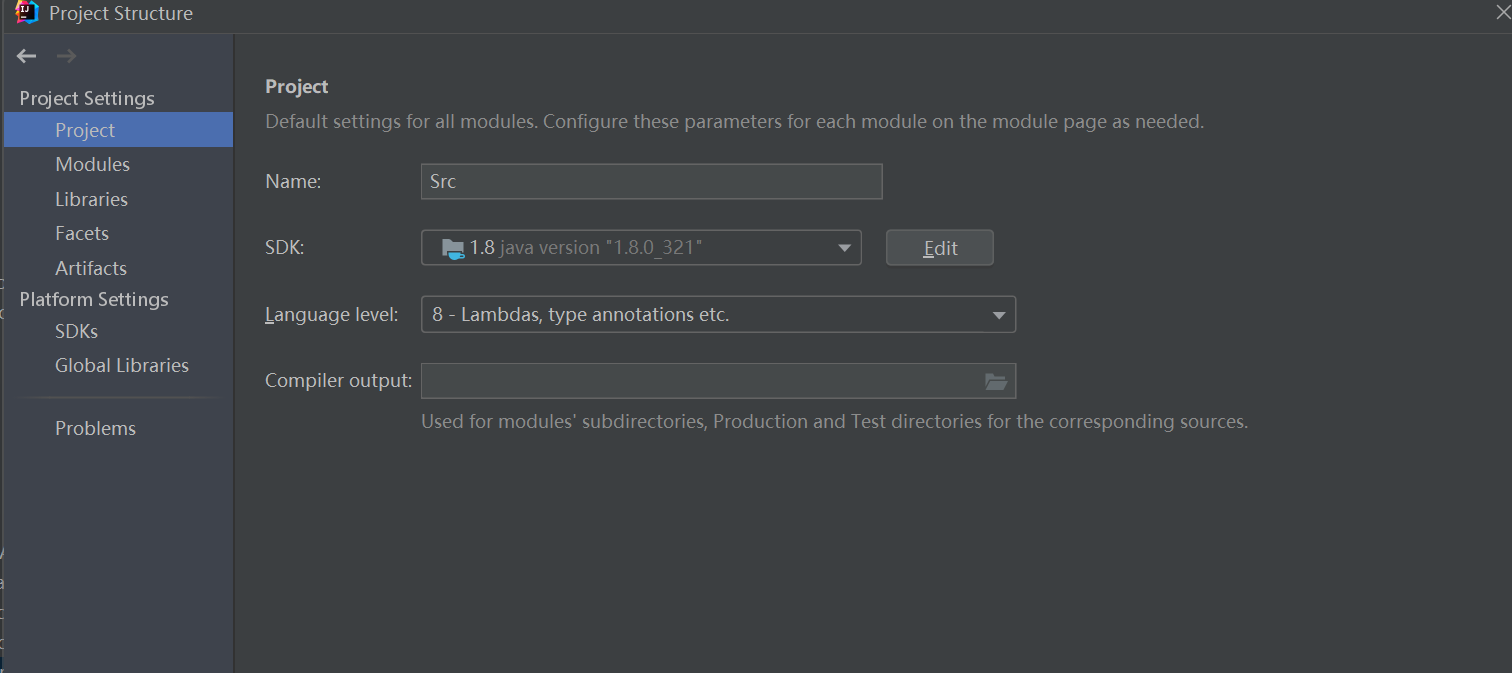 Project Structure
Project Settings
Project
Modules
Libraries
Facets
Artifacts
Platform Settings
SDKs
Global Libraries
Problems
Project
Default settings for all modules. Configure these parameters for each module on the module page as needed.
Name: Src
SDK: 1.8 java version "1.8.0_321" Edit
Language level: 8 - Lambdas, type annotations etc.
Compiler output:
Used for modules' subdirectories, Production and Test directories for the corresponding sources.